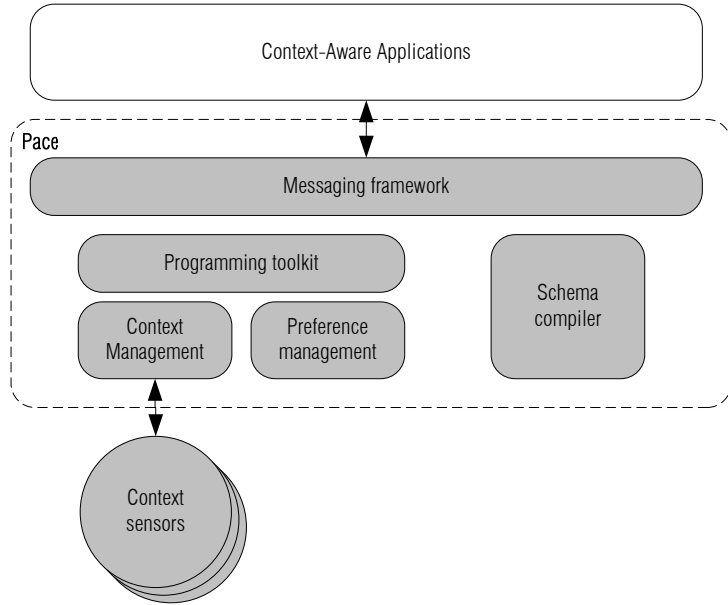 Context-Aware Applications
Pace
Messaging framework
Programming toolkit
Schema
compiler
Context
Management
Preference
management
Context
sensors